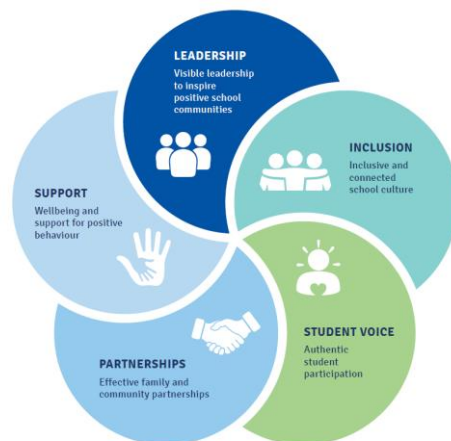 LEADERSHIP
Visible leadership
to inspire
positive school
communities
INCLUSION
Inclusive and
connected
school culture
STUDENT VOICE
Authentic
student
participation
PARTNERSHIPS
Effective family and
community partnerships
SUPPORT
Wellbeing and
support for positive
behaviour